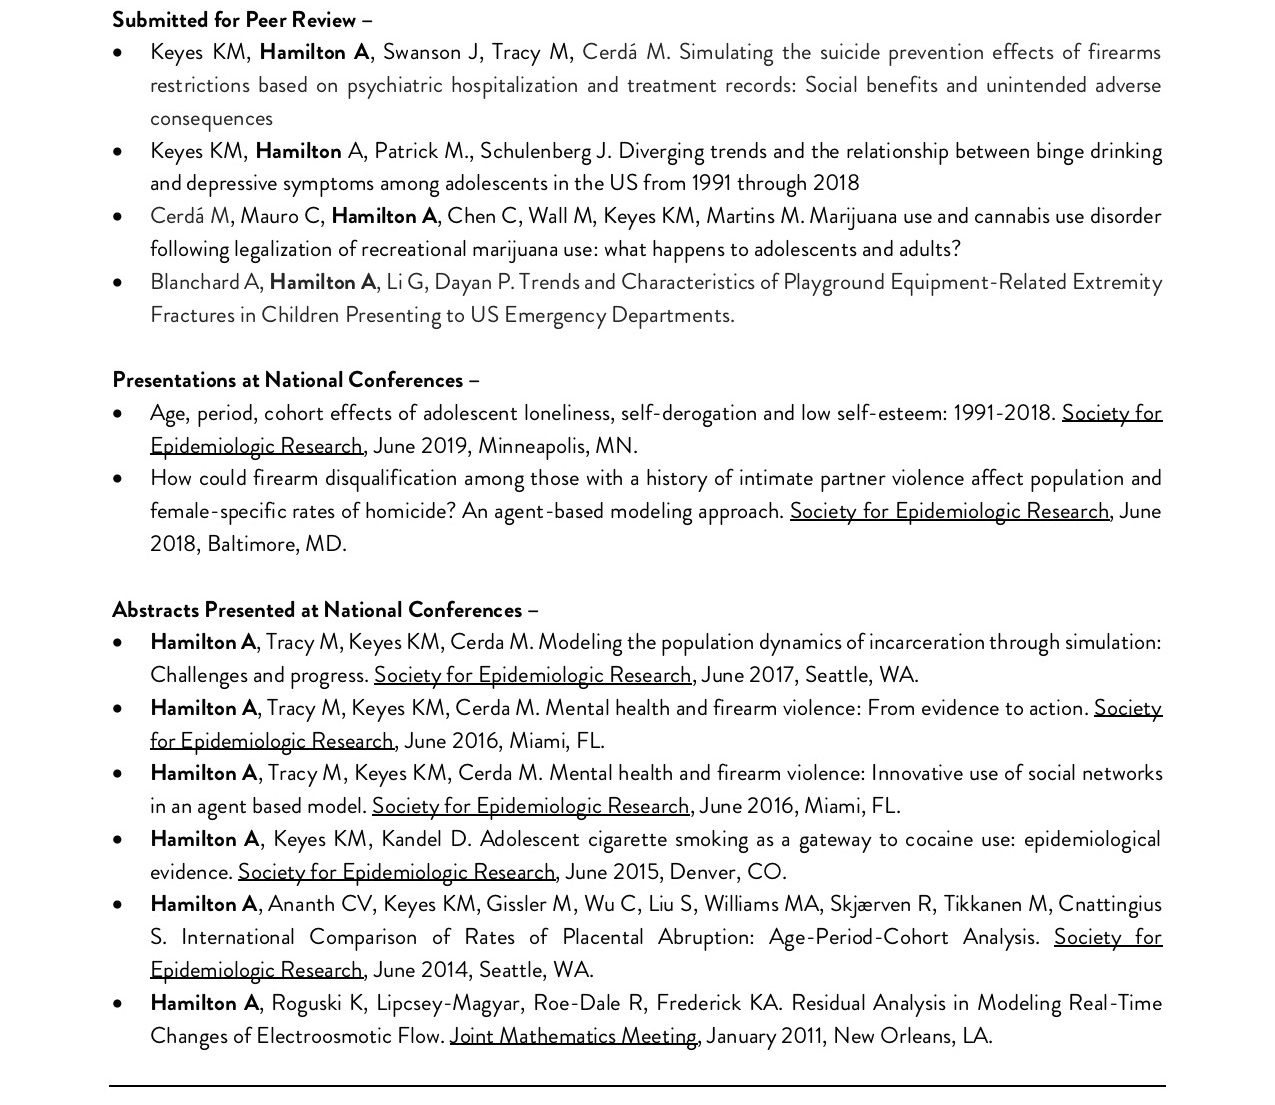 Submitted for Peer Review –
• Keyes KM, Hamilton A, Swanson J, Tracy M, Cerdá M. Simulating the suicide prevention effects of firearms
restrictions based on psychiatric hospitalization and treatment records: Social benefits and unintended adverse
consequences
• Keyes KM, Hamilton A, Patrick M., Schulenberg J. Diverging trends and the relationship between binge drinking
and depressive symptoms among adolescents in the US from 1991 through 2018
• Cerdá M, Mauro C, Hamilton A, Chen C, Wall M, Keyes KM, Martins M. Marijuana use and cannabis use disorder
following legalization of recreational marijuana use: what happens to adolescents and adults?
• Blanchard A, Hamilton A, Li G, Dayan P. Trends and Characteristics of Playground Equipment-Related Extremity
Fractures in Children Presenting to US Emergency Departments.
Presentations at National Conferences –
• Age, period, cohort effects of adolescent loneliness, self-derogation and low self-esteem: 1991-2018. Society for
Epidemiologic Research, June 2019, Minneapolis, MN.
• How could firearm disqualification among those with a history of intimate partner violence affect population and
female-specific rates of homicide? An agent-based modeling approach. Society for Epidemiologic Research, June
2018, Baltimore, MD.
Abstracts Presented at National Conferences –
• Hamilton A, Tracy M, Keyes KM, Cerda M. Modeling the population dynamics of incarceration through simulation:
Challenges and progress. Society for Epidemiologic Research, June 2017, Seattle, WA.
• Hamilton A, Tracy M, Keyes KM, Cerda M. Mental health and firearm violence: From evidence to action. Society
for Epidemiologic Research, June 2016, Miami, FL.
• Hamilton A, Tracy M, Keyes KM, Cerda M. Mental health and firearm violence: Innovative use of social networks
in an agent based model. Society for Epidemiologic Research, June 2016, Miami, FL.
• Hamilton A, Keyes KM, Kandel D. Adolescent cigarette smoking as a gateway to cocaine use: epidemiological
evidence. Society for Epidemiologic Research, June 2015, Denver, CO.
• Hamilton A, Ananth CV, Keyes KM, Gissler M, Wu C, Liu S, Williams MA, Skjærven R, Tikkanen M, Cnattingius
S. International Comparison of Rates of Placental Abruption: Age-Period-Cohort Analysis. Society for
Epidemiologic Research, June 2014, Seattle, WA.
• Hamilton A, Roguski K, Lipcsey-Magyar, Roe-Dale R, Frederick KA. Residual Analysis in Modeling Real-Time
Changes of Electroosmotic Flow. Joint Mathematics Meeting, January 2011, New Orleans, LA.